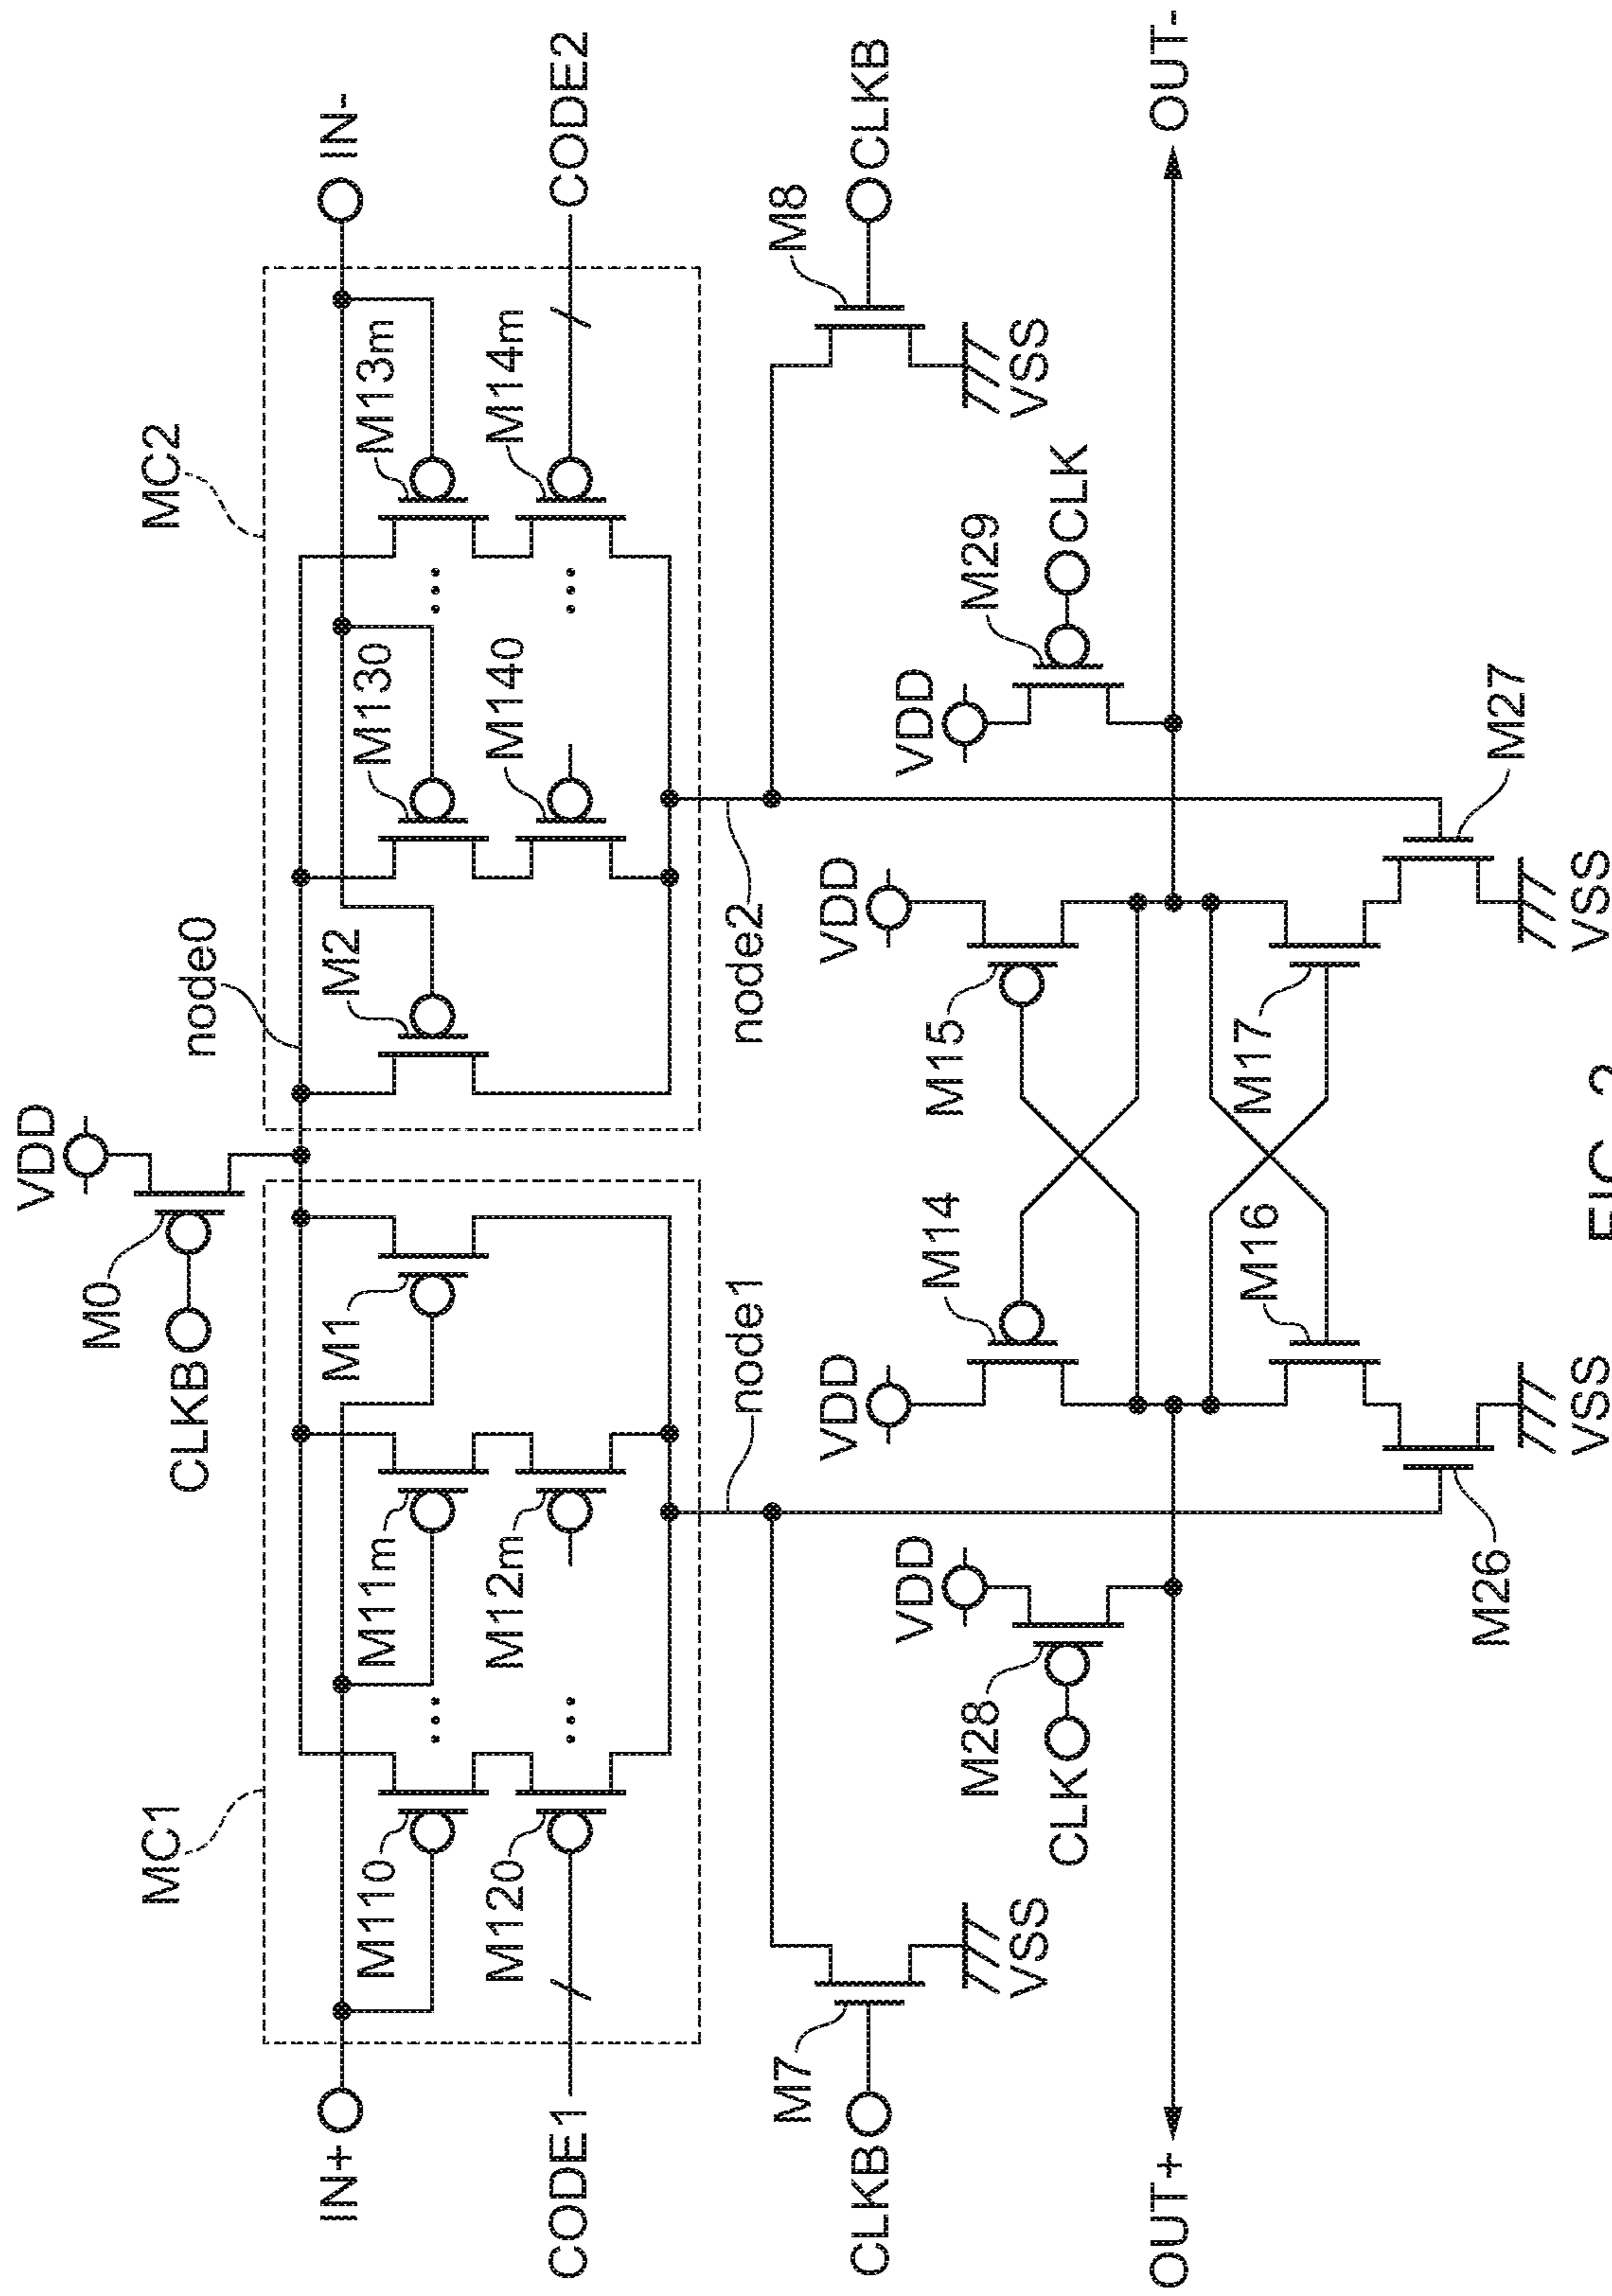 VDD
M0
MC1
MC2
CLKB
node0
IN+
M1
M2
IN-
M110
M11m
M130
M13m
M120
M12m
M140
M14m
CODE1
CODE2
node1
node2
M7
M8
VDD
VDD
CLKB
CLKB
VDD
VDD
M14
M15
M28
M29
VSS
VSS
CLK
CLK
OUT+
OUT-
M16
M17
M26
M27
VSS
VSS